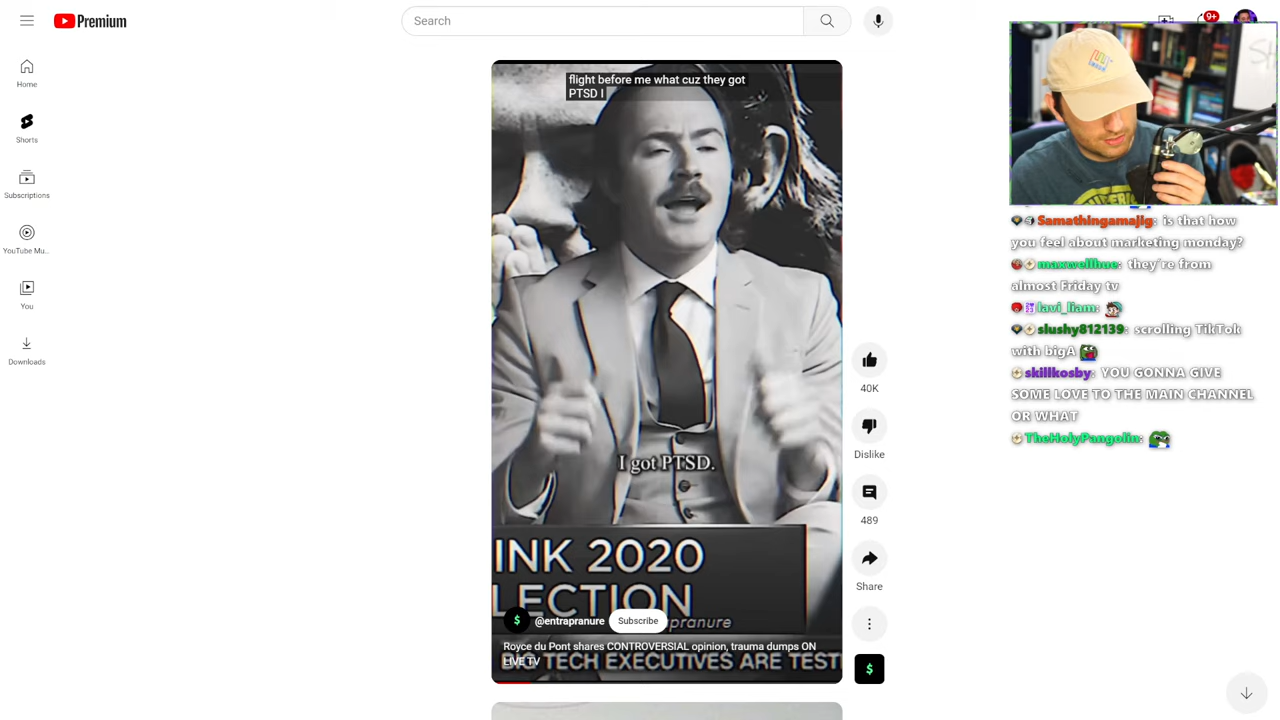 Premium
Search
9+
Home
Shorts
Subscriptions
YouTube Mu...
You
Downloads
flight before me what cuz they got
PTSD I
I got PTSD.
INK 2020
LECTION
@entrapranure
Subscribe
pranure
Royce du Pont shares CONTROVERSIAL opinion, trauma dumps ON
LIVE TV
BIG TECH EXECUTIVES ARE TEST
40K
Dislike
489
Share
Samathingamajig: is that how
you feel about marketing monday?
maxwellhue: they're from
almost Friday tv
lavi_liam:
slushy812139: scrolling TikTok
with bigA
skillkosby: YOU GONNA GIVE
SOME LOVE TO THE MAIN CHANNEL
OR WHAT
TheHolyPangolin: